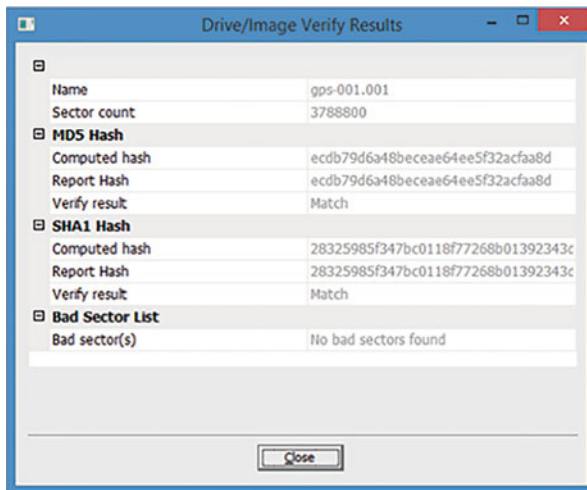 Drive/Image Verify Results
Name gps-001.001
Sector count 3788800
MD5 Hash
Computed hash ecdb79d6a48beceae64ee5f32acfaa8d
Report Hash ecdb79d6a48beceae64ee5f32acfaa8d
Verify result Match
SHA1 Hash
Computed hash 28325985f347bc0118f77268b01392343c
Report Hash 28325985f347bc0118f77268b01392343c
Verify result Match
Bad Sector List
Bad sector(s) No bad sectors found
Close